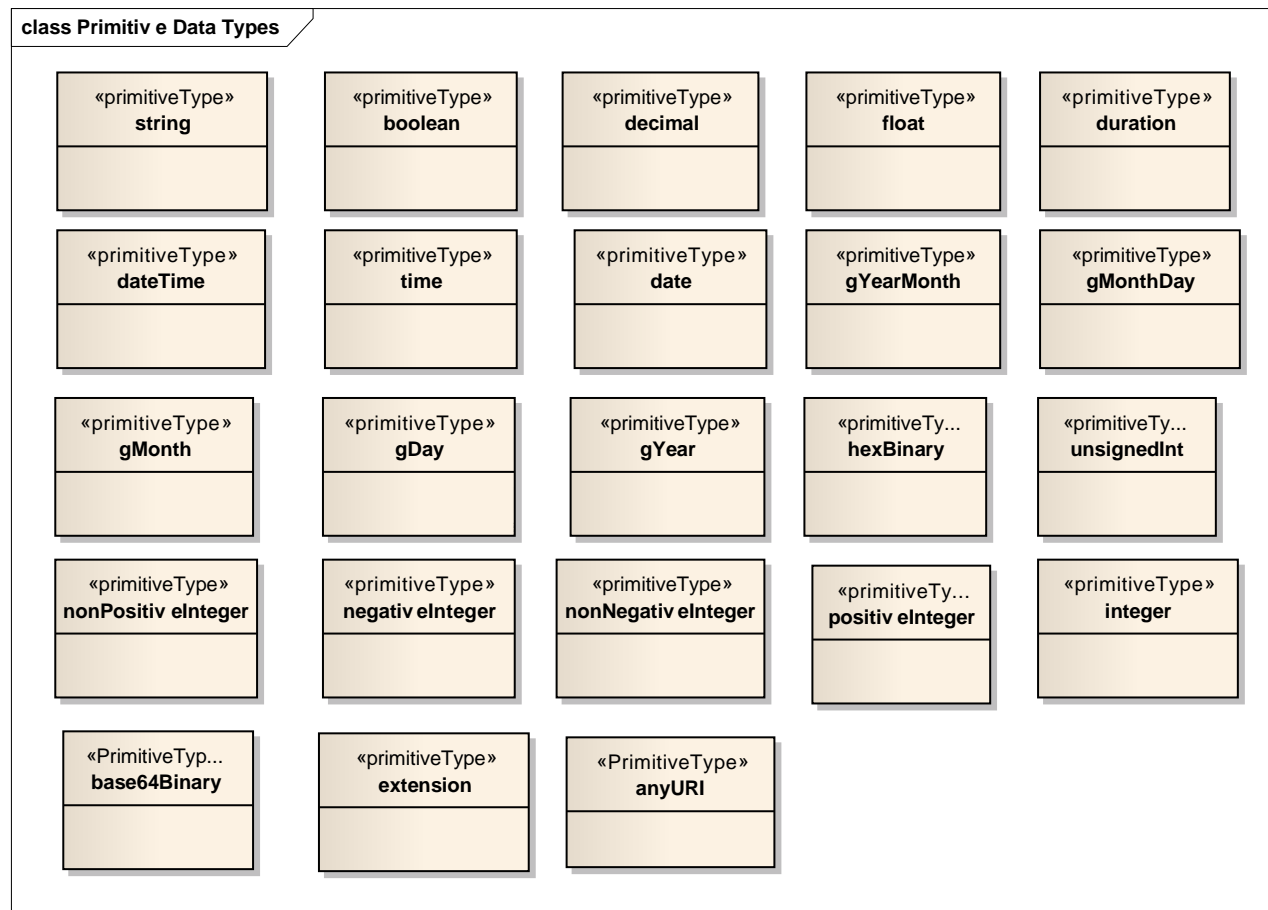 class Primitiv e Data Types
«primitiveType»
string
«primitiveType»
boolean
«primitiveType»
decimal
«primitiveType»
float
«primitiveType»
duration
«primitiveType»
dateTime
«primitiveType»
time
«primitiveType»
date
«primitiveType»
gYearMonth
«primitiveType»
gMonthDay
«primitiveType»
gMonth
«primitiveType»
gDay
«primitiveType»
gYear
«primitiveTy...
hexBinary
«primitiveTy...
unsignedInt
«primitiveType»
nonPositiv eInteger
«primitiveType»
negativ eInteger
«primitiveType»
nonNegativ eInteger
«primitiveTy...
positiv eInteger
«primitiveType»
integer
«PrimitiveTyp...
base64Binary
«primitiveType»
extension
«PrimitiveType»
anyURI